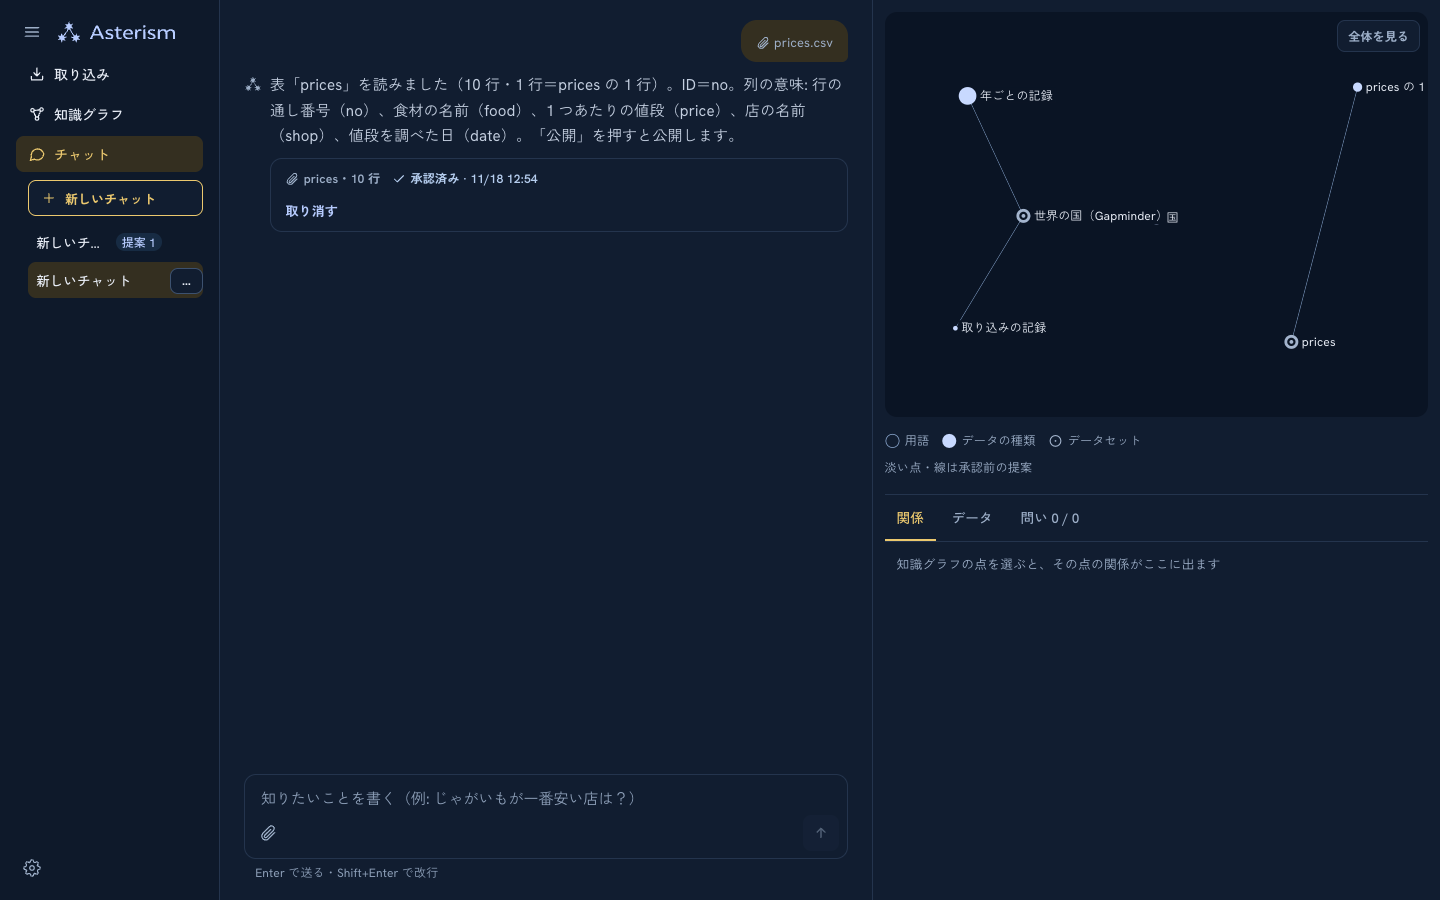 Asterism
取り込み
知識グラフ
チャット
新しいチャット
新しいチ... 提案 1
新しいチャット ...
prices.csv
表「prices」を読みました（10 行・1 行＝prices の 1 行）。ID＝no。列の意味: 行の
通し番号（no）、食材の名前（food）、1 つあたりの値段（price）、店の名前
（shop）、値段を調べた日（date）。「公開」を押すと公開します。
prices・10 行 承認済み · 11/18 12:54
取り消す
知りたいことを書く（例: じゃがいもが一番安い店は？）
Enter で送る・Shift+Enter で改行
全体を見る
年ごとの記録
prices の 1
世界の国（Gapminder） 国
取り込みの記録
prices
用語 データの種類 データセット
淡い点・線は承認前の提案
関係 データ 問い 0 / 0
知識グラフの点を選ぶと、その点の関係がここに出ます